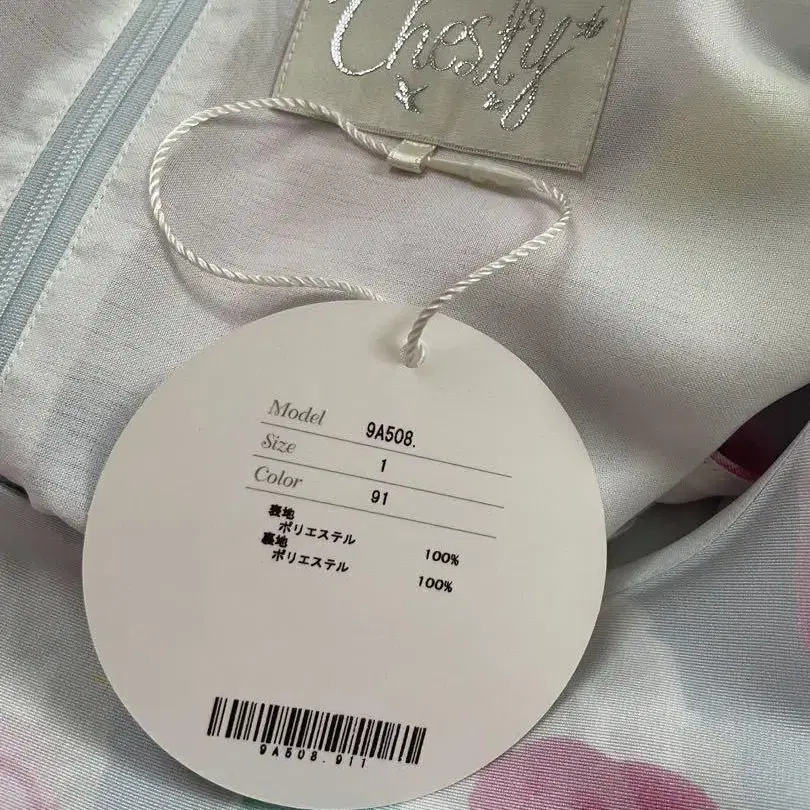 Chesty
Model 9A508.
Size 1
Color 91
表地
ポリエステル 100%
裏地
ポリエステル 100%
9A508.911